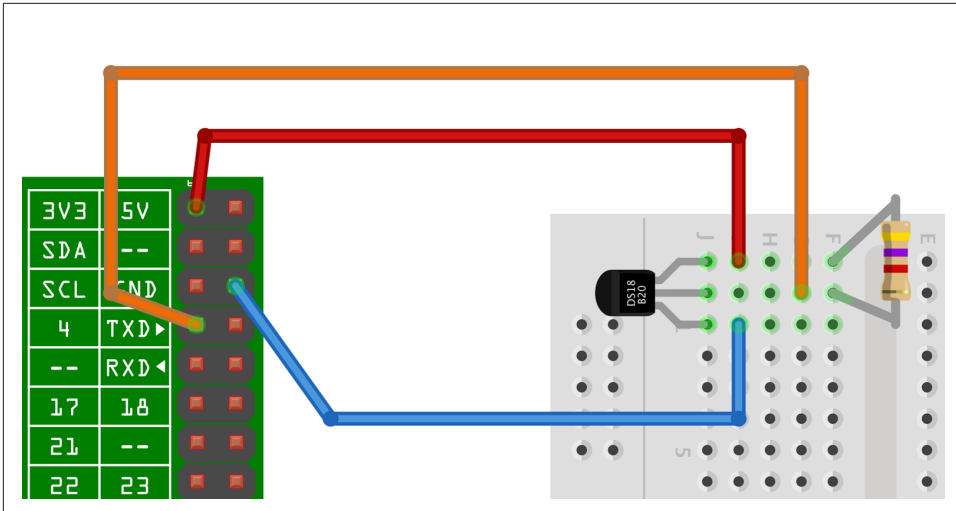 3V3 5V
SDA --
SCL GND
4 TXD▶
-- RXD◀
17 18
21 --
22 23
DS18
B20
J H F E
5